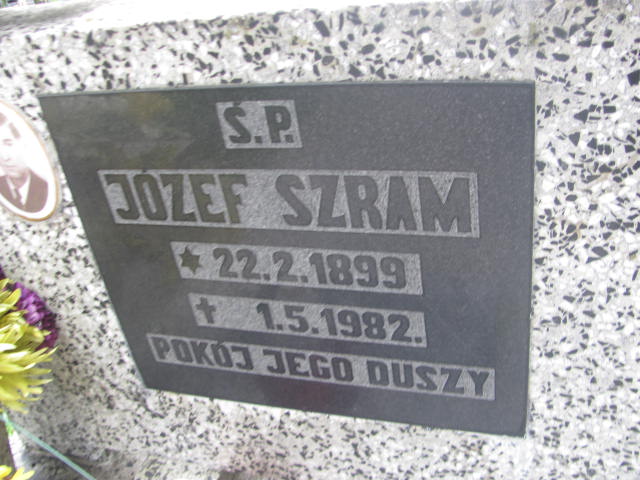 Ś.P.
JÓZEF SZRAM
* 22.2.1899
† 1.5.1982.
POKÓJ JEGO DUSZY